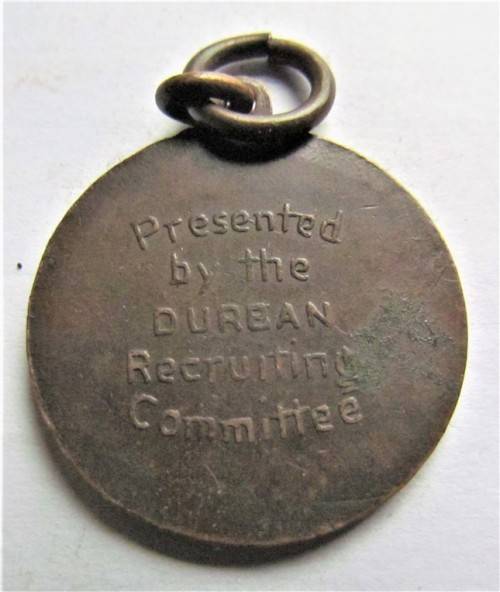 Presented
by the
DURBAN
Recruiting
Committee